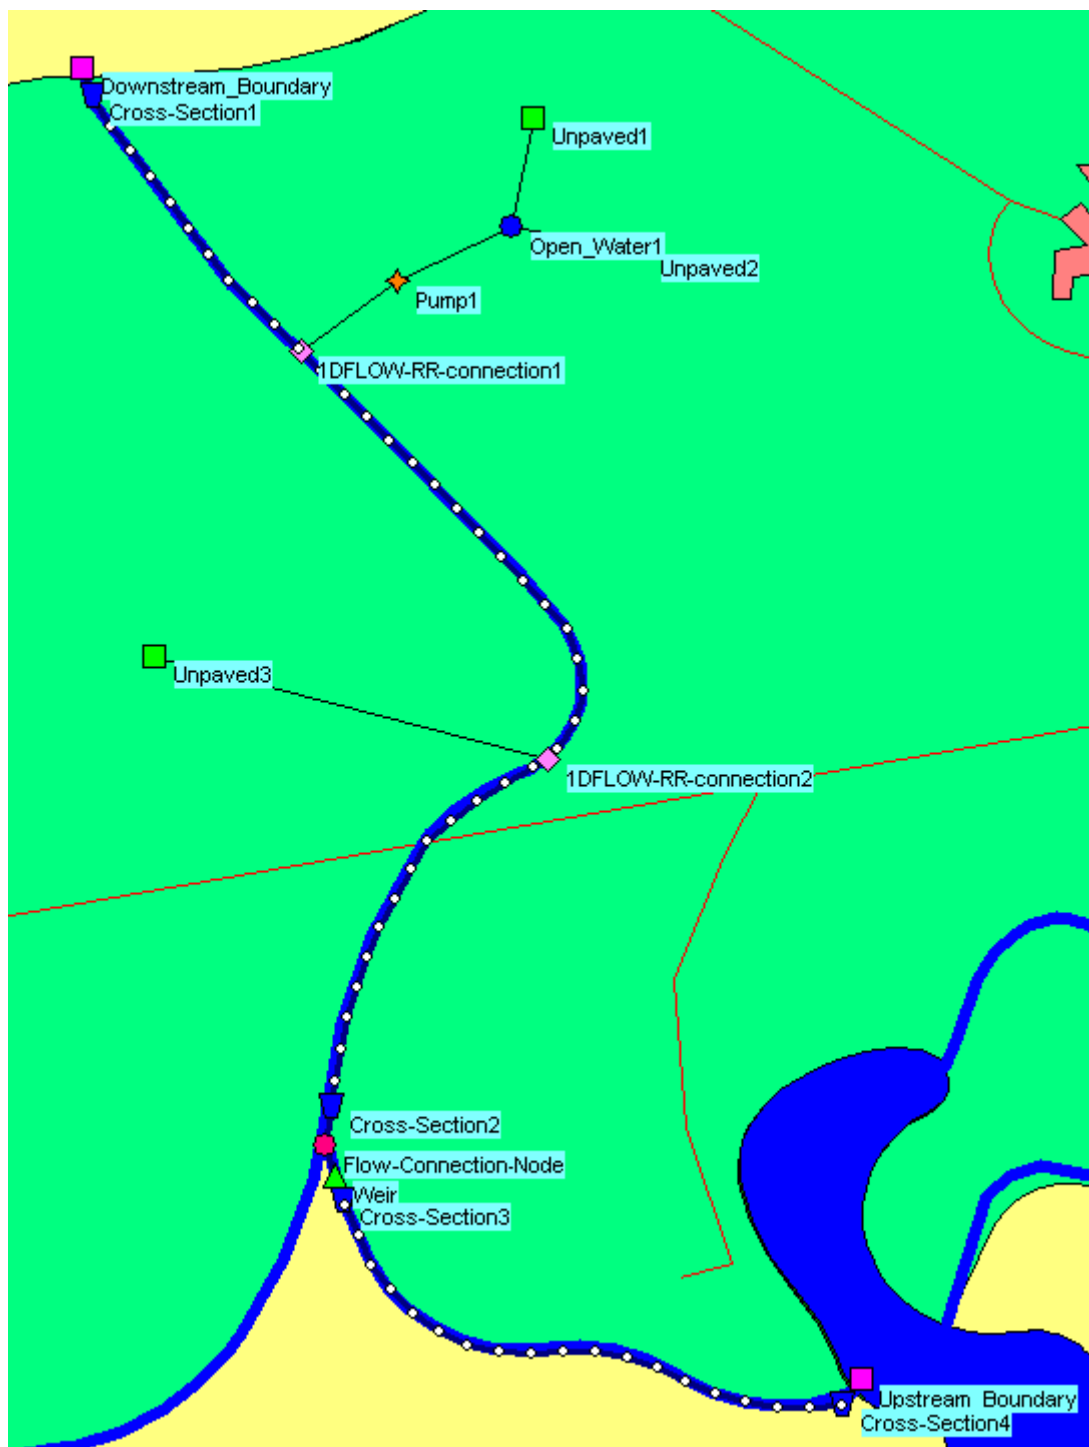 Downstream_Boundary
Cross-Section1
Unpaved1
Open_Water1
Unpaved2
Pump1
1DFLOW-RR-connection1
Unpaved3
1DFLOW-RR-connection2
Cross-Section2
Flow-Connection-Node
Weir
Cross-Section3
Upstream_Boundary
Cross-Section4